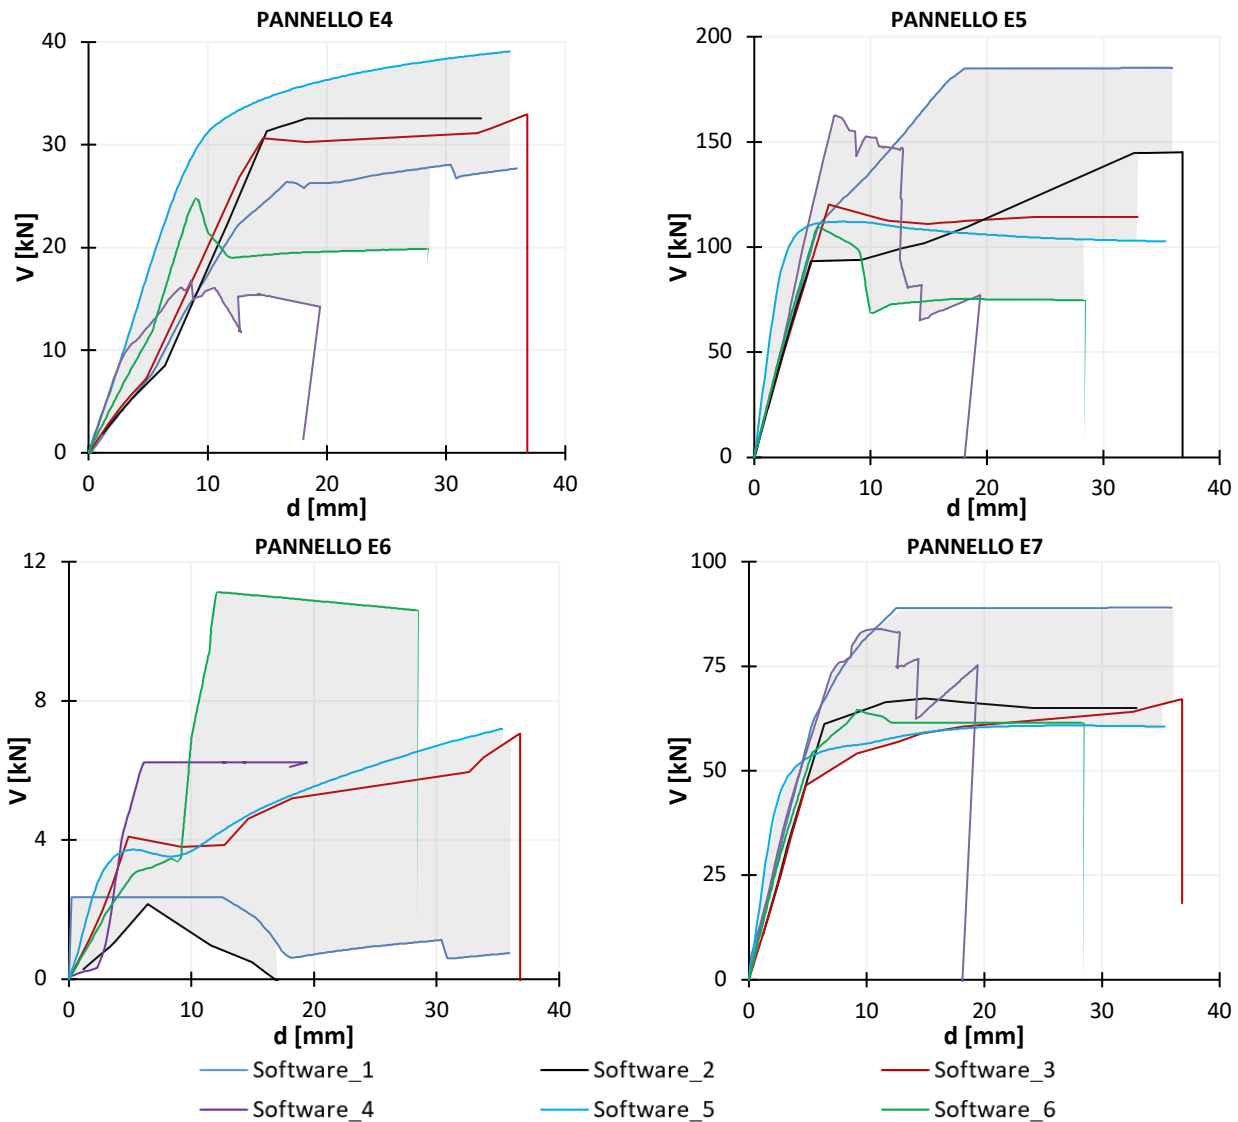 PANNELLO E4
40
30
20
10
0
V [kN]
0 10 20 30 40
d [mm]
PANNELLO E5
200
150
100
50
0
V [kN]
0 10 20 30 40
d [mm]
PANNELLO E6
12
8
4
0
V [kN]
0 10 20 30 40
d [mm]
PANNELLO E7
100
75
50
25
0
V [kN]
0 10 20 30 40
d [mm]
Software_1 Software_2 Software_3
Software_4 Software_5 Software_6